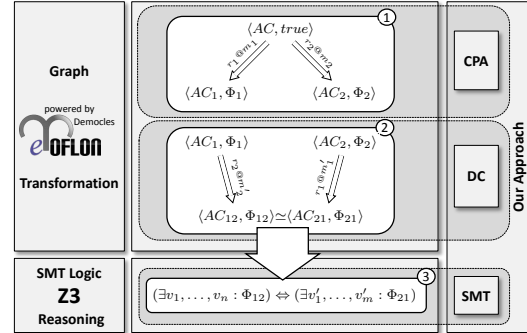 Graph
powered by
Democles
eMOFLON
Transformation
1
⟨AC, true⟩
r₁@m₁
r₂@m₂
⟨AC₁, Φ₁⟩
⟨AC₂, Φ₂⟩
CPA
2
⟨AC₁, Φ₁⟩
⟨AC₂, Φ₂⟩
r₂@m₂′
r₁@m₁′
⟨AC₁₂, Φ₁₂⟩≃⟨AC₂₁, Φ₂₁⟩
DC
Our Approach
SMT Logic
Z3
Reasoning
3
(∃v₁, . . . , vₙ : Φ₁₂) ⇔ (∃v′₁, . . . , v′ₘ : Φ₂₁)
SMT